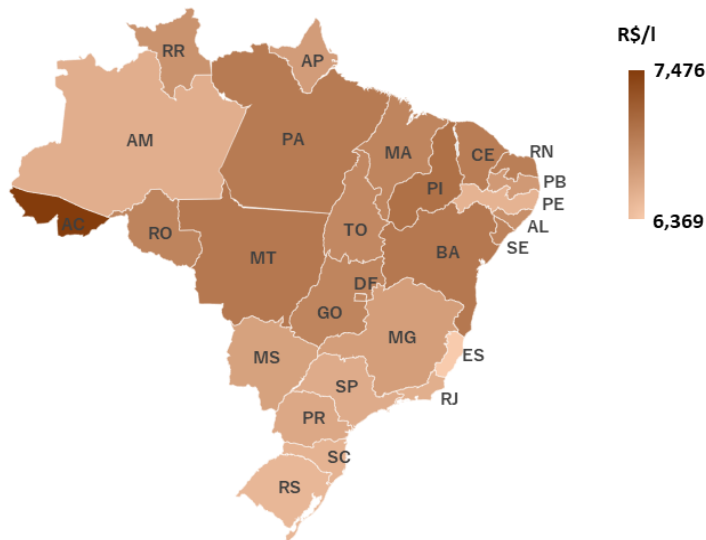 R$/l
7,476
6,369
RR
AP
AM
PA
MA
CE
RN
PB
PE
AL
SE
PI
AC
RO
TO
MT
BA
DF
GO
MG
ES
MS
SP
RJ
PR
SC
RS